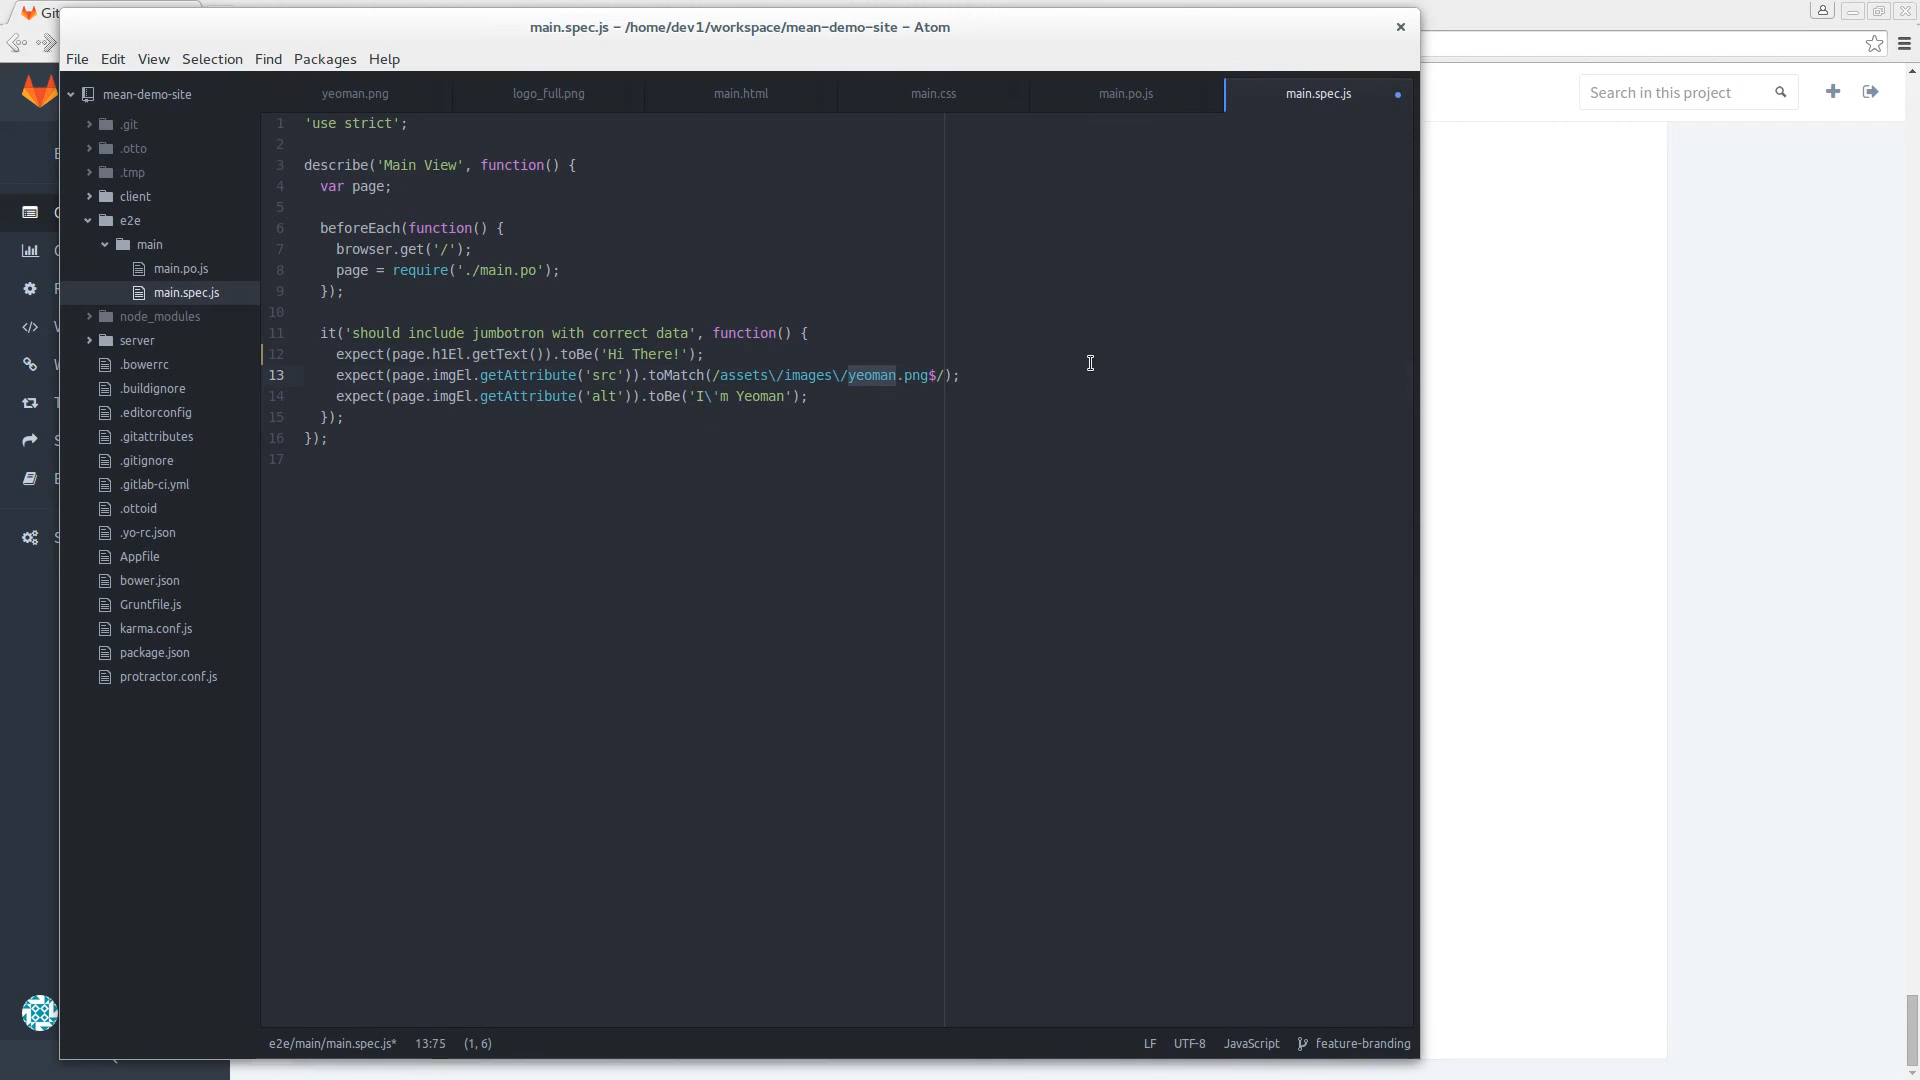 Git
main.spec.js – /home/dev1/workspace/mean-demo-site – Atom
File Edit View Selection Find Packages Help
mean-demo-site
.git
.otto
.tmp
client
e2e
main
main.po.js
main.spec.js
node_modules
server
.bowerrc
.buildignore
.editorconfig
.gitattributes
.gitignore
.gitlab-ci.yml
.ottoid
.yo-rc.json
Appfile
bower.json
Gruntfile.js
karma.conf.js
package.json
protractor.conf.js
yeoman.png logo_full.png main.html main.css main.po.js main.spec.js
1 'use strict';
2
3 describe('Main View', function() {
4 var page;
5
6 beforeEach(function() {
7 browser.get('/');
8 page = require('./main.po');
9 });
10
11 it('should include jumbotron with correct data', function() {
12 expect(page.h1El.getText()).toBe('Hi There!');
13 expect(page.imgEl.getAttribute('src')).toMatch(/assets\/images\/yeoman.png$/);
14 expect(page.imgEl.getAttribute('alt')).toBe('I\'m Yeoman');
15 });
16 });
17
e2e/main/main.spec.js* 13:75 (1, 6) LF UTF-8 JavaScript feature-branding
Search in this project